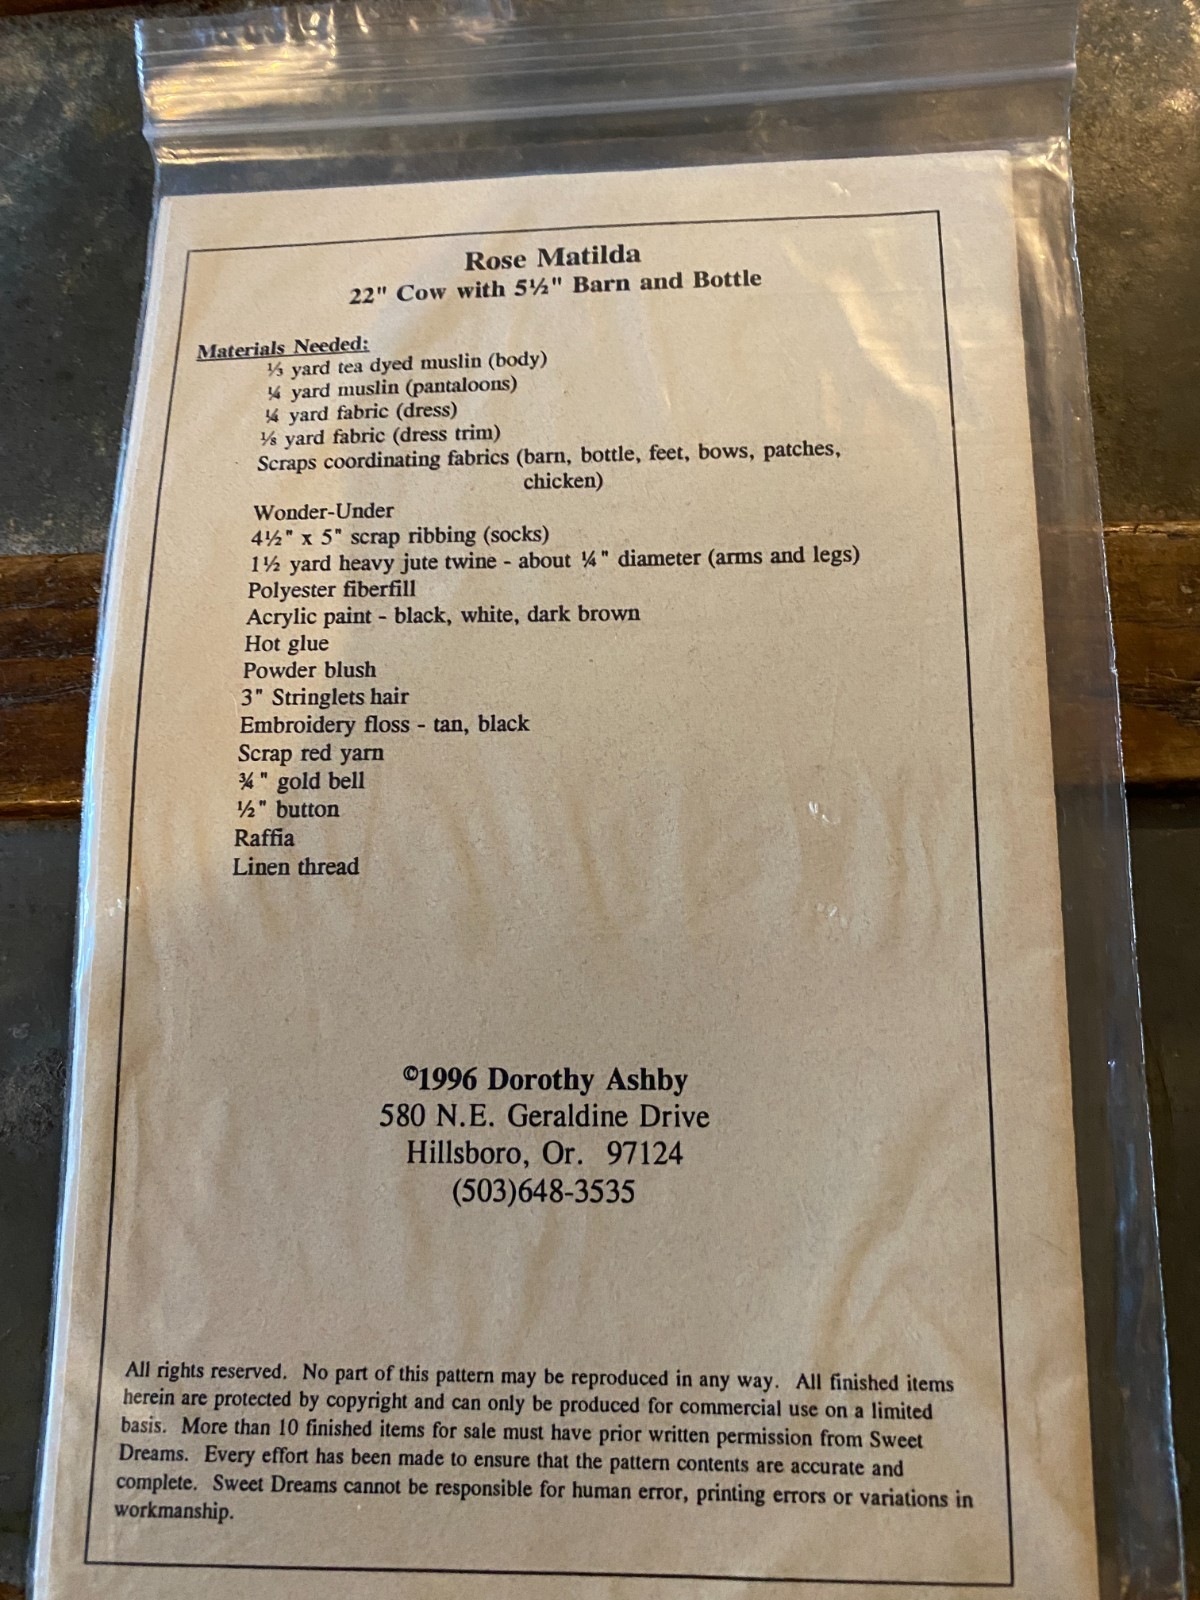 Rose Matilda
22" Cow with 5½" Barn and Bottle
Materials Needed:
⅓ yard tea dyed muslin (body)
¼ yard muslin (pantaloons)
¼ yard fabric (dress)
⅛ yard fabric (dress trim)
Scraps coordinating fabrics (barn, bottle, feet, bows, patches,
chicken)
Wonder-Under
4½" x 5" scrap ribbing (socks)
1½ yard heavy jute twine - about ¼" diameter (arms and legs)
Polyester fiberfill
Acrylic paint - black, white, dark brown
Hot glue
Powder blush
3" Stringlets hair
Embroidery floss - tan, black
Scrap red yarn
¾" gold bell
½" button
Raffia
Linen thread
©1996 Dorothy Ashby
580 N.E. Geraldine Drive
Hillsboro, Or. 97124
(503)648-3535
All rights reserved. No part of this pattern may be reproduced in any way. All finished items
herein are protected by copyright and can only be produced for commercial use on a limited
basis. More than 10 finished items for sale must have prior written permission from Sweet
Dreams. Every effort has been made to ensure that the pattern contents are accurate and
complete. Sweet Dreams cannot be responsible for human error, printing errors or variations in
workmanship.